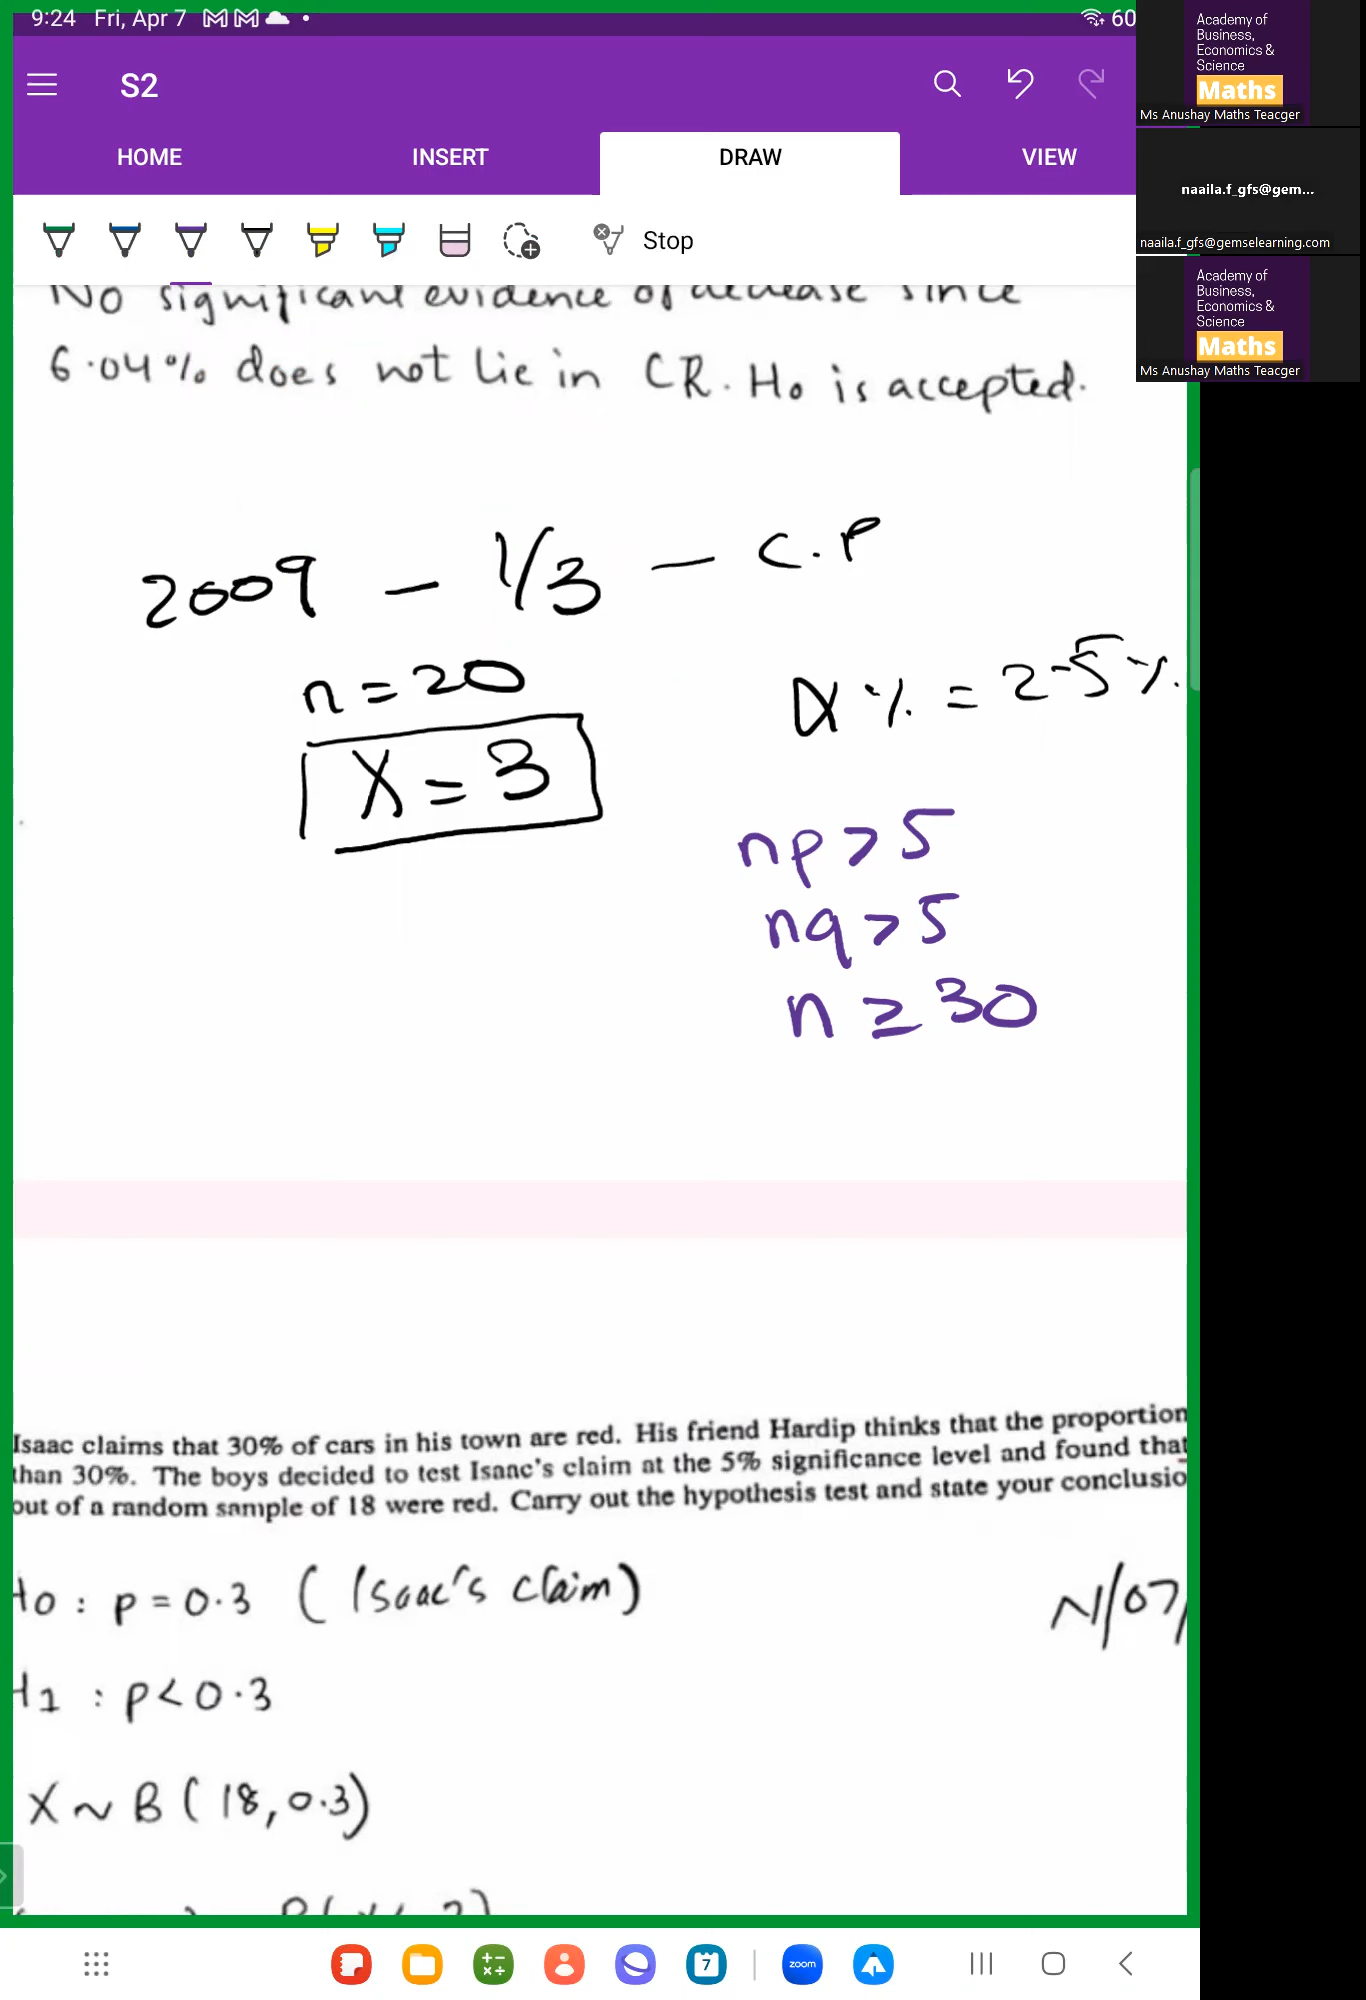 9:24 Fri, Apr 7
60
S2
HOME INSERT DRAW VIEW
Stop
Academy of
Business,
Economics &
Science
Maths
Ms Anushay Maths Teacger
naaila.f_gfs@gem...
naaila.f_gfs@gemselearning.com
Academy of
Business,
Economics &
Science
Maths
Ms Anushay Maths Teacger
No significant evidence of decrease since
6.04% does not lie in CR. H0 is accepted.
2009 – 1/3 – C.P
n = 20
α % = 2.5%
X = 3
np > 5
nq > 5
n ≥ 30
Isaac claims that 30% of cars in his town are red. His friend Hardip thinks that the proportion
than 30%. The boys decided to test Isaac's claim at the 5% significance level and found that
out of a random sample of 18 were red. Carry out the hypothesis test and state your conclusio
H0 : p = 0.3 (Isaac's claim)
N/07/
H1 : p < 0.3
X ~ B(18, 0.3)
7
zoom